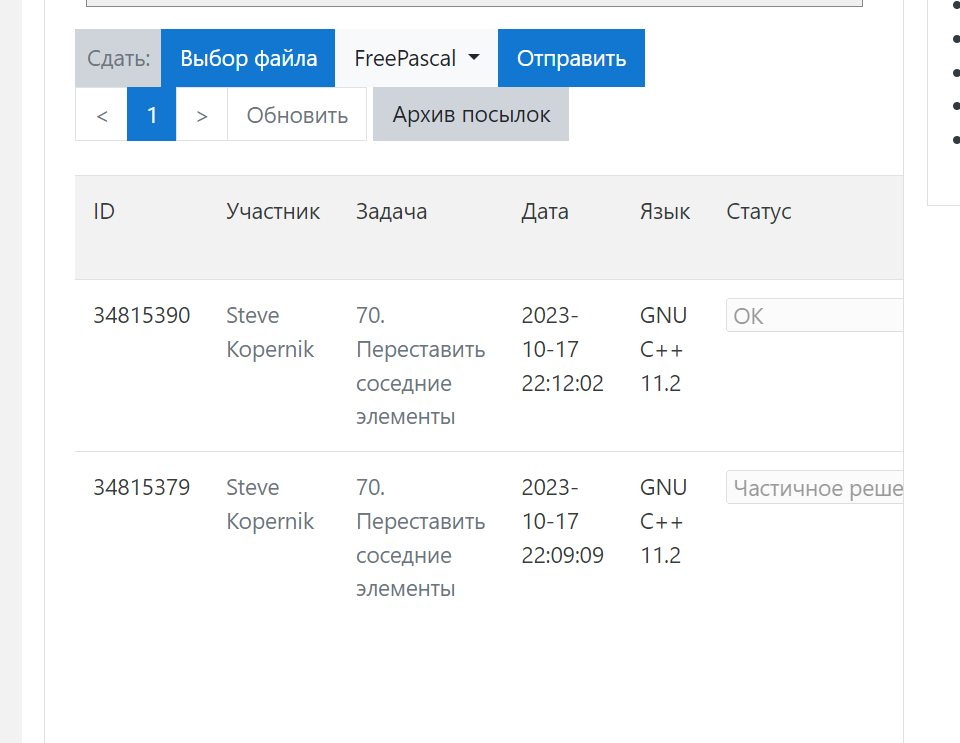 Сдать: Выбор файла FreePascal Отправить
< 1 > Обновить Архив посылок
ID Участник Задача Дата Язык Статус
34815390 Steve 70. 2023- GNU OK
Kopernik Переставить 10-17 C++
соседние 22:12:02 11.2
элементы
34815379 Steve 70. 2023- GNU Частичное реше
Kopernik Переставить 10-17 C++
соседние 22:09:09 11.2
элементы